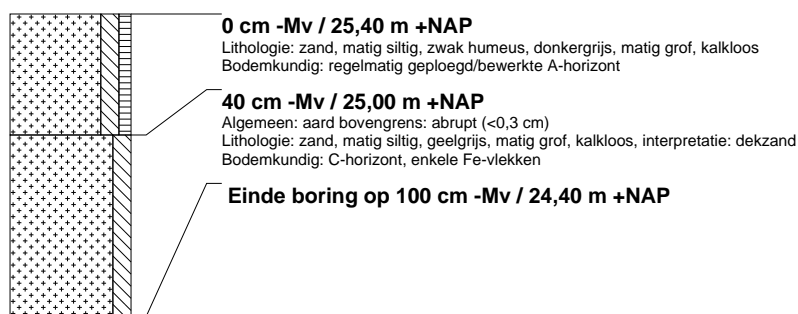 0 cm -Mv / 25,40 m +NAP
Lithologie: zand, matig siltig, zwak humeus, donkergrijs, matig grof, kalkloos
Bodemkundig: regelmatig geploegd/bewerkte A-horizont
40 cm -Mv / 25,00 m +NAP
Algemeen: aard bovengrens: abrupt (<0,3 cm)
Lithologie: zand, matig siltig, geelgrijs, matig grof, kalkloos, interpretatie: dekzand
Bodemkundig: C-horizont, enkele Fe-vlekken
Einde boring op 100 cm -Mv / 24,40 m +NAP